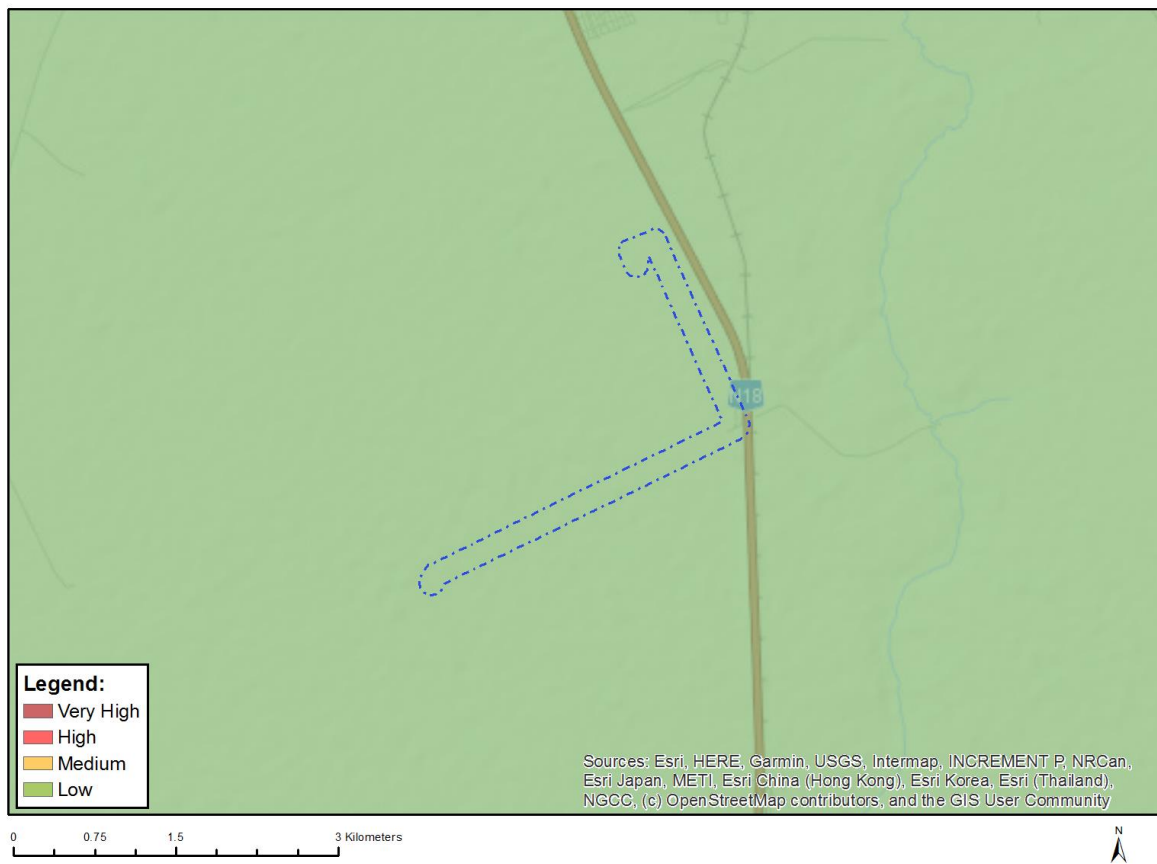 N18
Legend:
Very High
High
Medium
Low
Sources: Esri, HERE, Garmin, USGS, Intermap, INCREMENT P, NRCan,
Esri Japan, METI, Esri China (Hong Kong), Esri Korea, Esri (Thailand),
NGCC, (c) OpenStreetMap contributors, and the GIS User Community
0 0.75 1.5 3 Kilometers
N